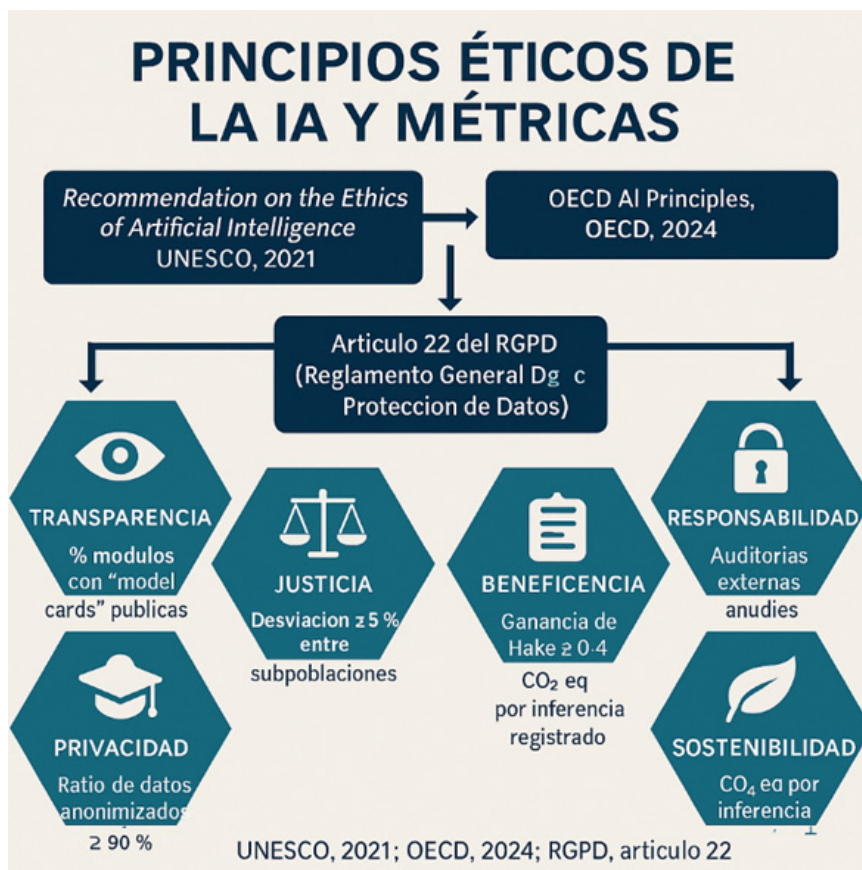 PRINCIPIOS ÉTICOS DE
LA IA Y MÉTRICAS
Recommendation on the Ethics
of Artificial Intelligence
UNESCO, 2021
OECD AI Principles,
OECD, 2024
Articulo 22 del RGPD
(Reglamento General Dg c
Proteccion de Datos)
TRANSPARENCIA
% modulos
con “model
cards” publicas
JUSTICIA
Desviacion ≥5 %
entre
subpoblaciones
BENEFICENCIA
Ganancia de
Hake ≥ 0·4
CO₂ eq
por inferencia
registrado
RESPONSABILIDAD
Auditorias
externas
anudies
PRIVACIDAD
Ratio de datos
anonimizados
≥ 90 %
SOSTENIBILIDAD
CO₄ eq por
inferencia
UNESCO, 2021; OECD, 2024; RGPD, articulo 22